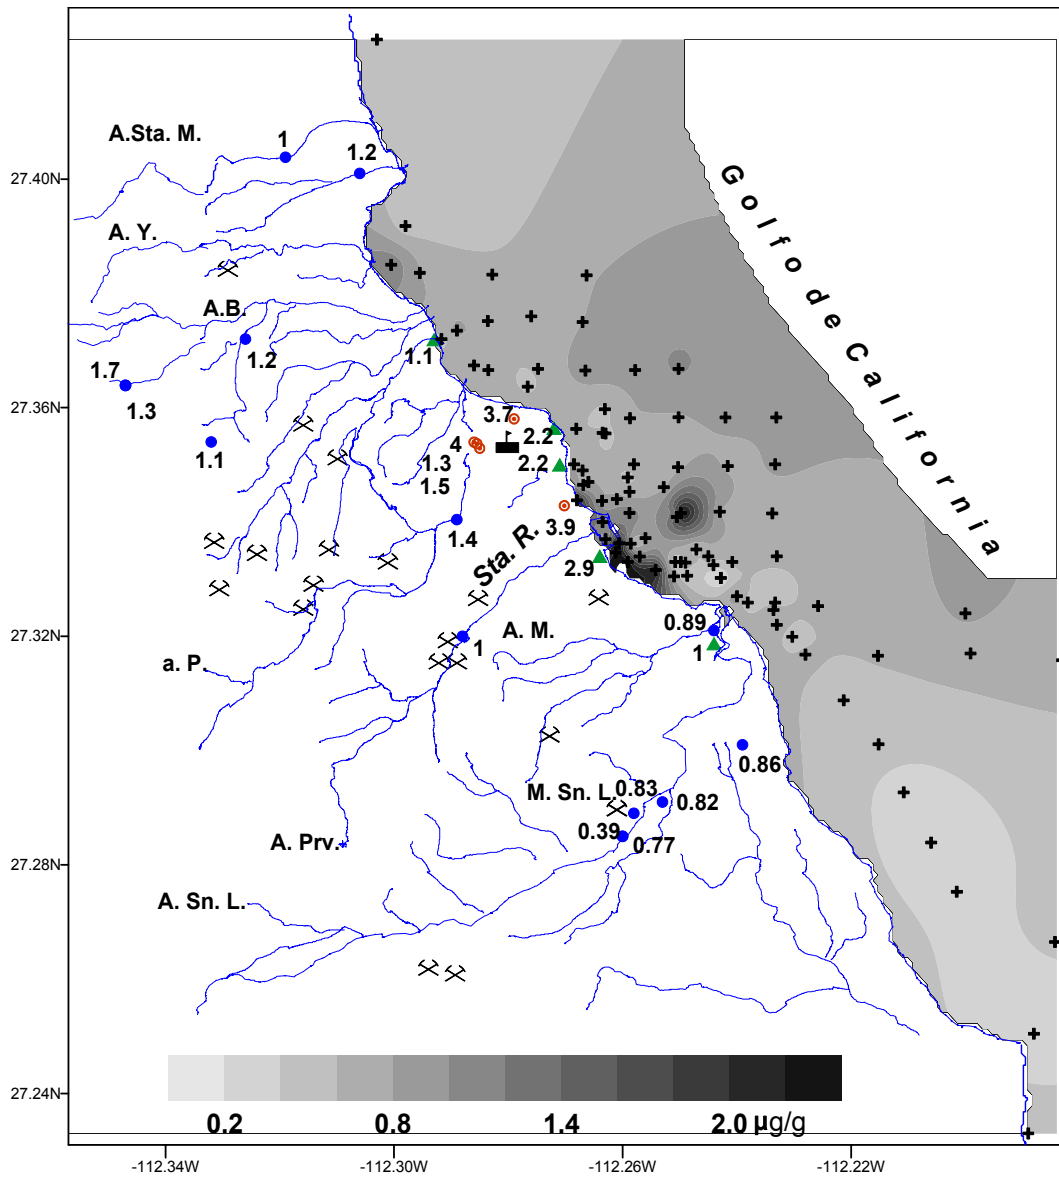 A.Sta. M.
1
1.2
27.40N
A. Y.
Golfo de California
A.B.
1.2
1.1
1.7
1.3
27.36N
3.7
2.2
1.1
4
1.3
2.2
1.5
3.9
1.4
Sta. R.
2.9
0.89
27.32N
A. M.
1
1
a. P.
0.86
M. Sn. L.
0.83
0.82
0.39
0.77
A. Prv.
27.28N
A. Sn. L.
27.24N
0.2
0.8
1.4
2.0 µg/g
-112.34W
-112.30W
-112.26W
-112.22W